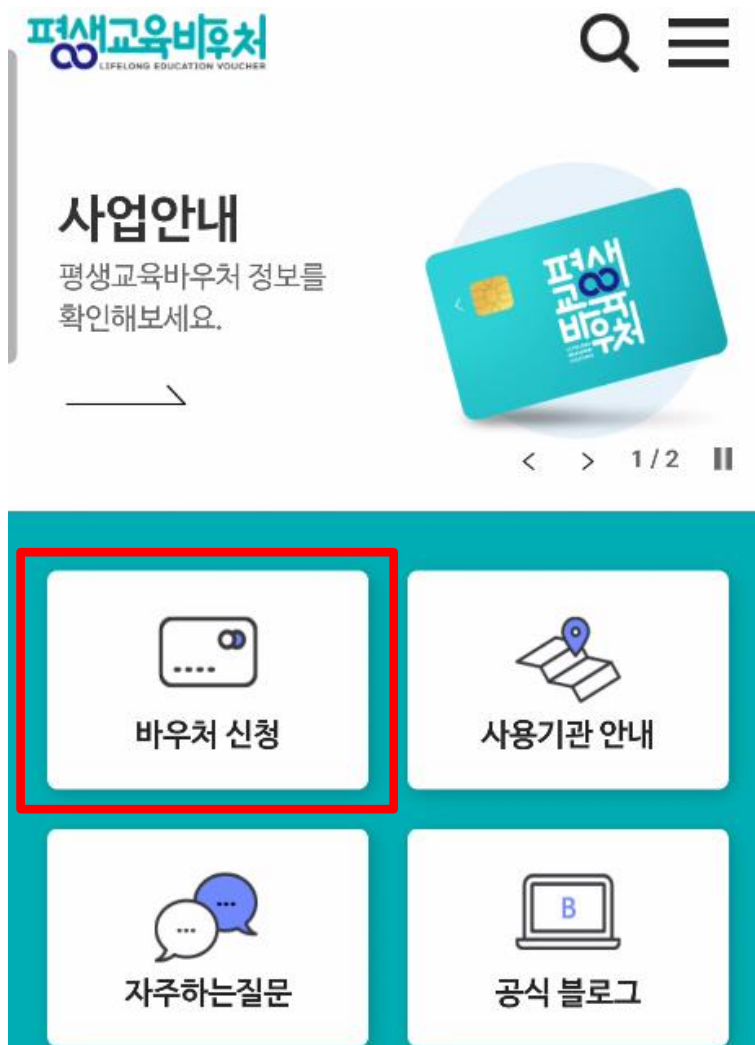 평생교육바우처
LIFELONG EDUCATION VOUCHER
사업안내
평생교육바우처 정보를
확인해보세요.
평생
교육
바우처
1 / 2
바우처 신청
사용기관 안내
B
자주하는질문
공식 블로그